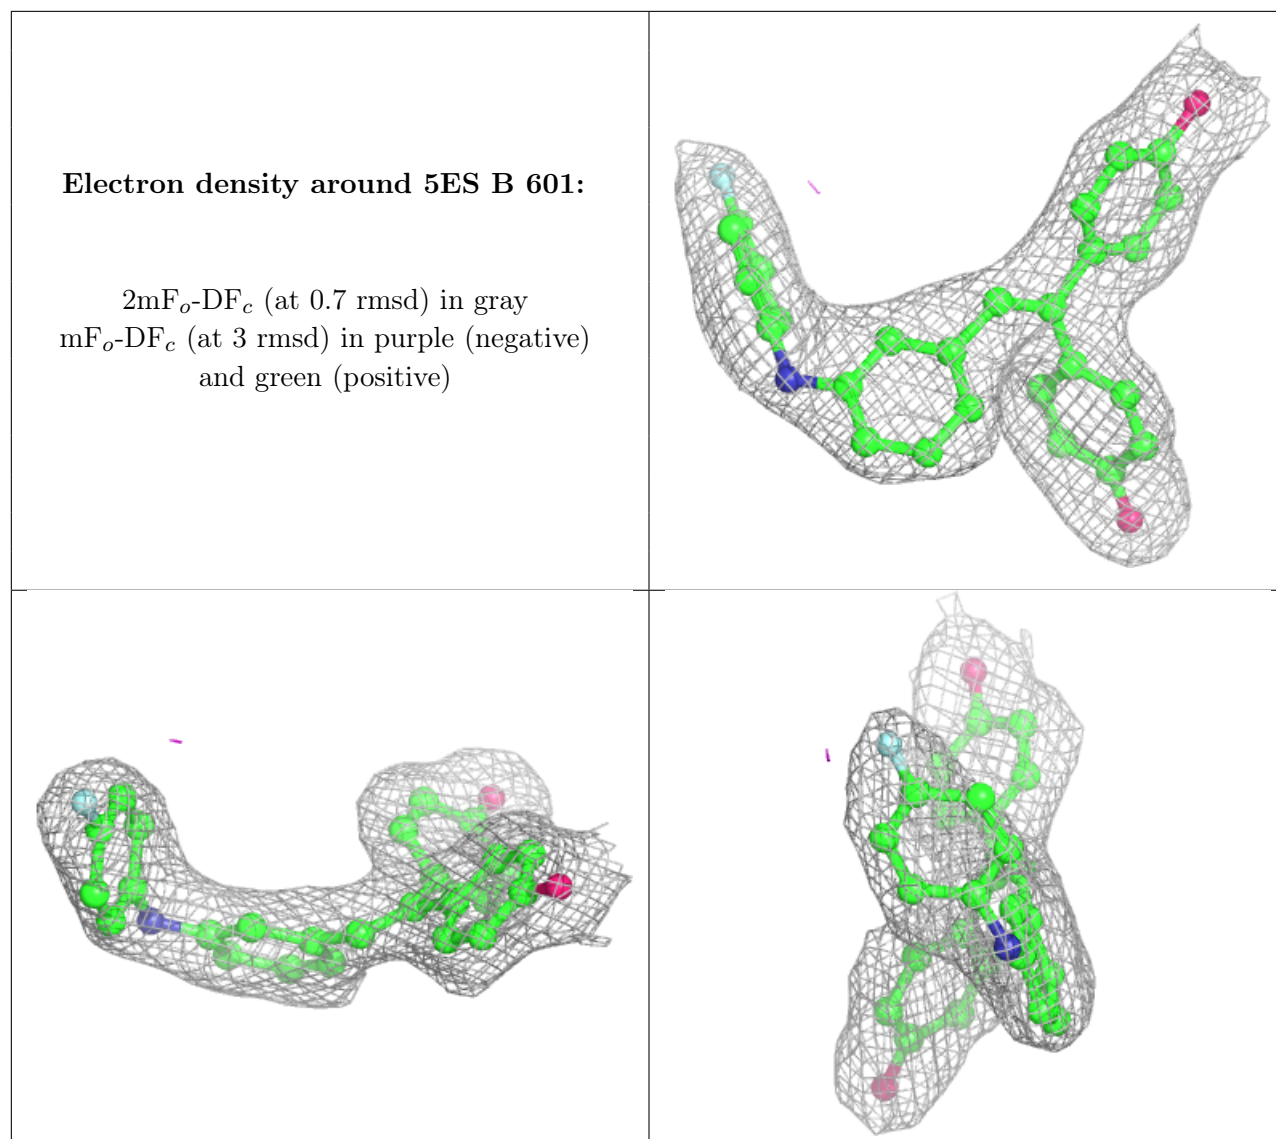 Electron density around 5ES B 601:
2mFo-DFc (at 0.7 rmsd) in gray
mFo-DFc (at 3 rmsd) in purple (negative)
and green (positive)